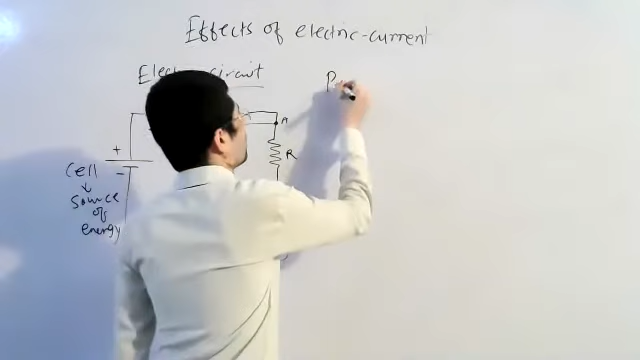 Effects of electric-current
Electric circuit
A
+
R
Cell
-
source
of
energy